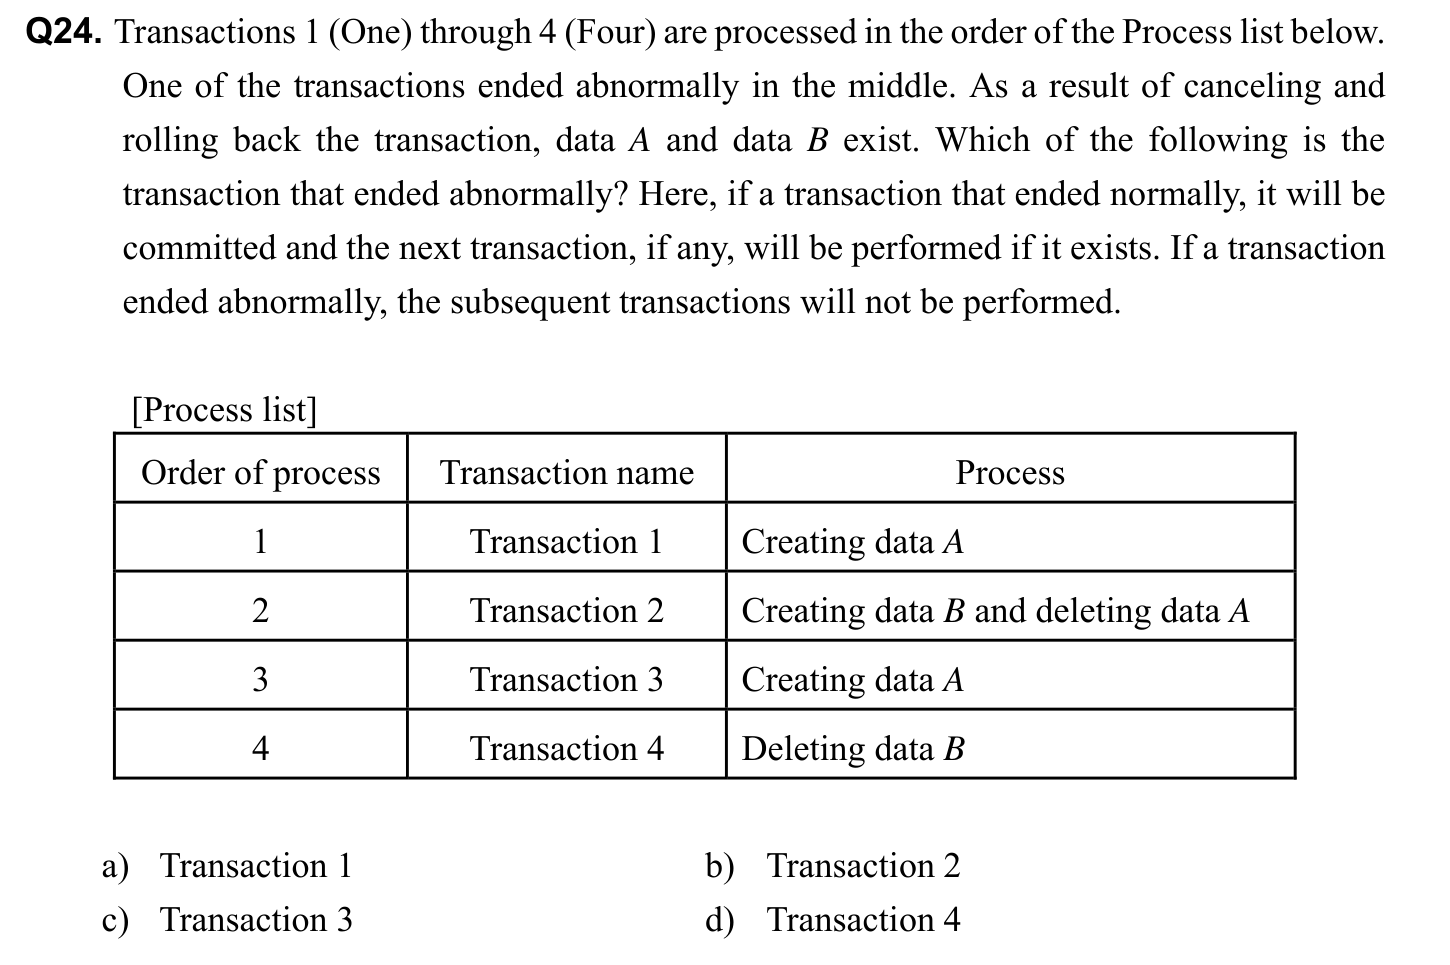 Q24. Transactions 1 (One) through 4 (Four) are processed in the order of the Process list below.
One of the transactions ended abnormally in the middle. As a result of canceling and
rolling back the transaction, data A and data B exist. Which of the following is the
transaction that ended abnormally? Here, if a transaction that ended normally, it will be
committed and the next transaction, if any, will be performed if it exists. If a transaction
ended abnormally, the subsequent transactions will not be performed.
[Process list]
Order of process Transaction name Process
1 Transaction 1 Creating data A
2 Transaction 2 Creating data B and deleting data A
3 Transaction 3 Creating data A
4 Transaction 4 Deleting data B
a) Transaction 1 b) Transaction 2
c) Transaction 3 d) Transaction 4